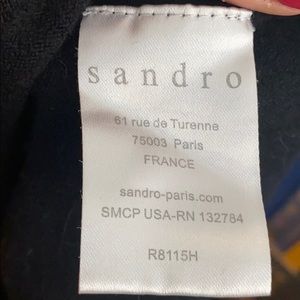 sandro
61 rue de Turenne
75003 Paris
FRANCE
sandro-paris.com
SMCP USA-RN 132784
R8115H